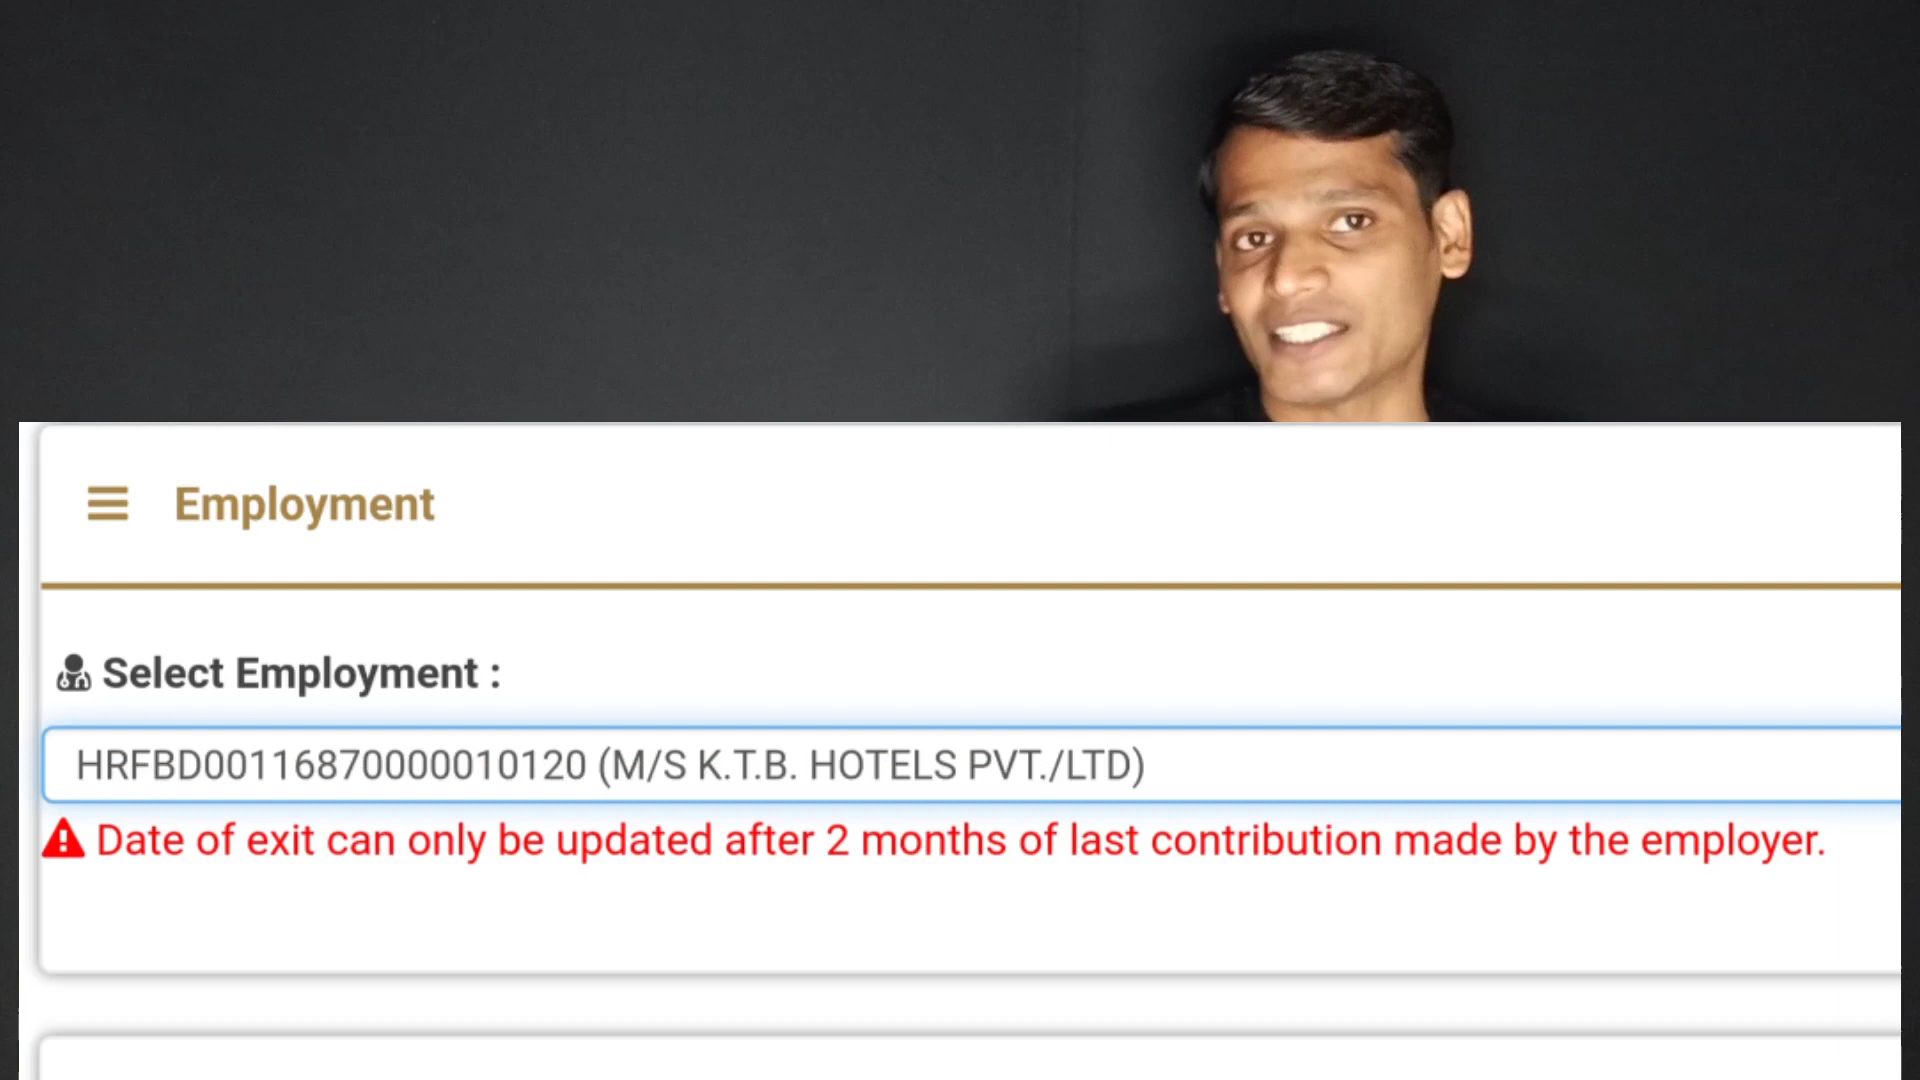 Employment
Select Employment :
HRFBD00116870000010120 (M/S K.T.B. HOTELS PVT./LTD)
Date of exit can only be updated after 2 months of last contribution made by the employer.